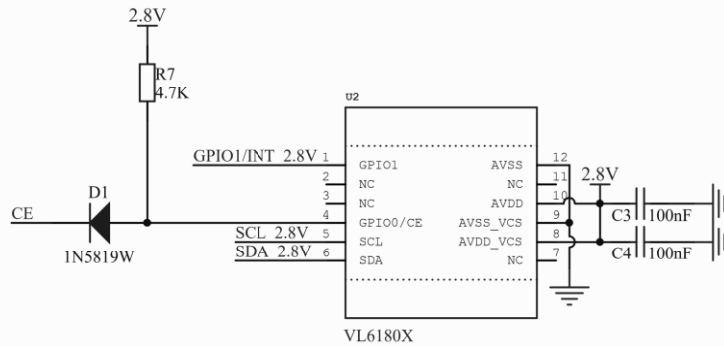 2.8V
R7
4.7K
U2
GPIO1/INT 2.8V 1 GPIO1 AVSS 12
2 NC NC 11 2.8V
3 NC AVDD 10
D1
CE 4 GPIO0/CE AVSS_VCS 9 C3 100nF
SCL 2.8V 5 SCL AVDD_VCS 8
1N5819W SDA 2.8V 6 SDA NC 7 C4 100nF
VL6180X